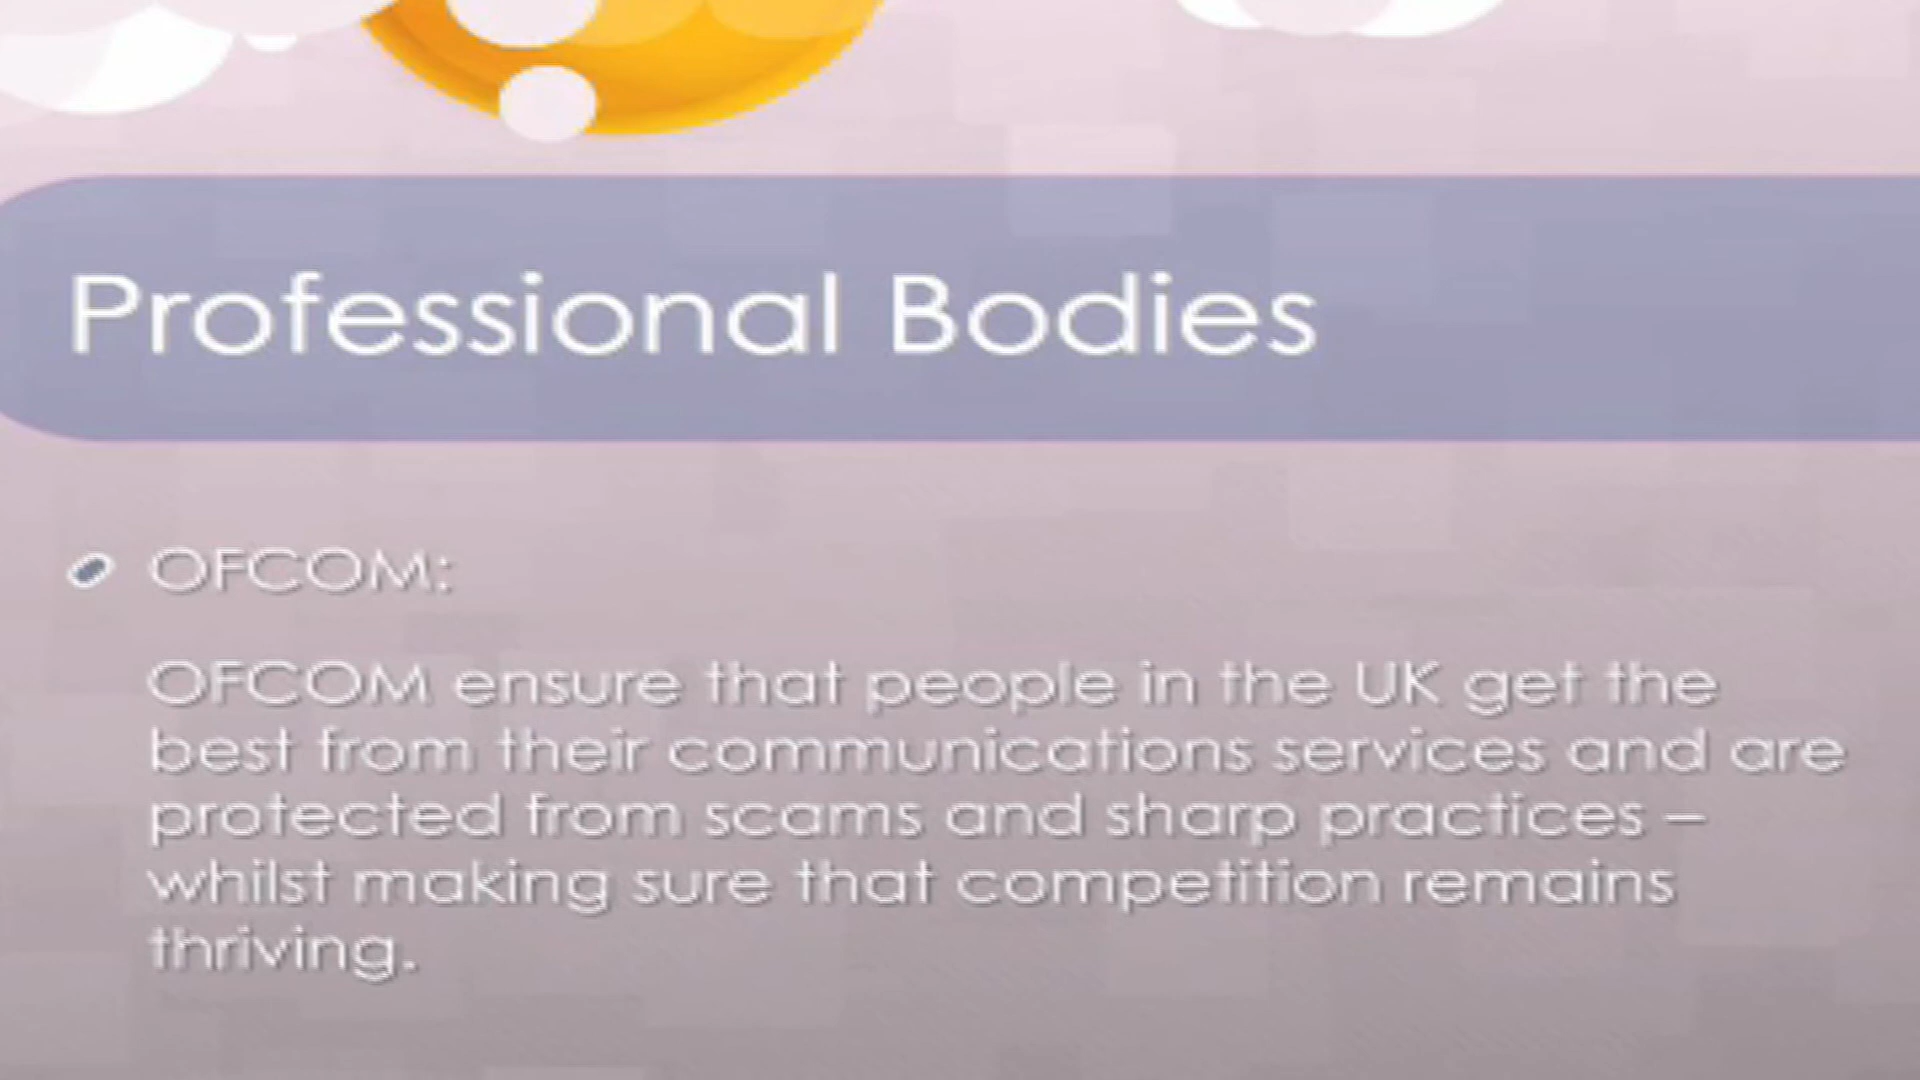 Professional Bodies
OFCOM:
OFCOM ensure that people in the UK get the
best from their communications services and are
protected from scams and sharp practices –
whilst making sure that competition remains
thriving.